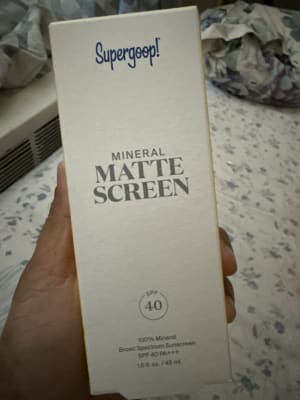 Supergoop!
MINERAL
MATTE
SCREEN
SPF
40
100% Mineral
Broad Spectrum Sunscreen
SPF 40 PA+++
1.5 fl. oz. / 45 mL